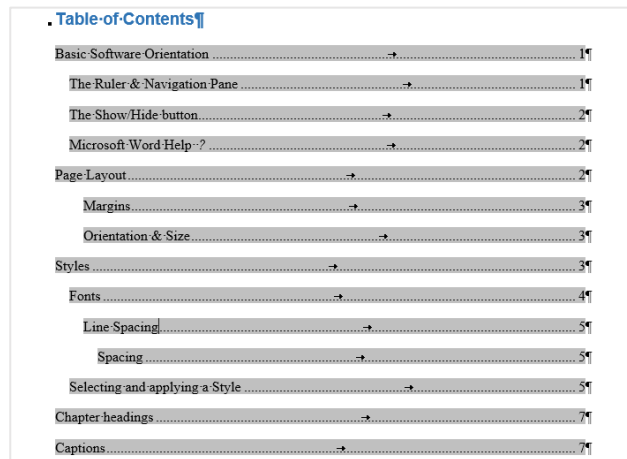 Table of Contents¶
Basic Software Orientation ........ → ........ 1¶
The Ruler & Navigation Pane ........ → ........ 1¶
The Show/Hide button ........ → ........ 2¶
Microsoft Word Help ? ........ → ........ 2¶
Page Layout ........ → ........ 2¶
Margins ........ → ........ 3¶
Orientation & Size ........ → ........ 3¶
Styles ........ → ........ 3¶
Fonts ........ → ........ 4¶
Line Spacing ........ → ........ 5¶
Spacing ........ → ........ 5¶
Selecting and applying a Style ........ → ........ 5¶
Chapter headings ........ → ........ 7¶
Captions ........ → ........ 7¶